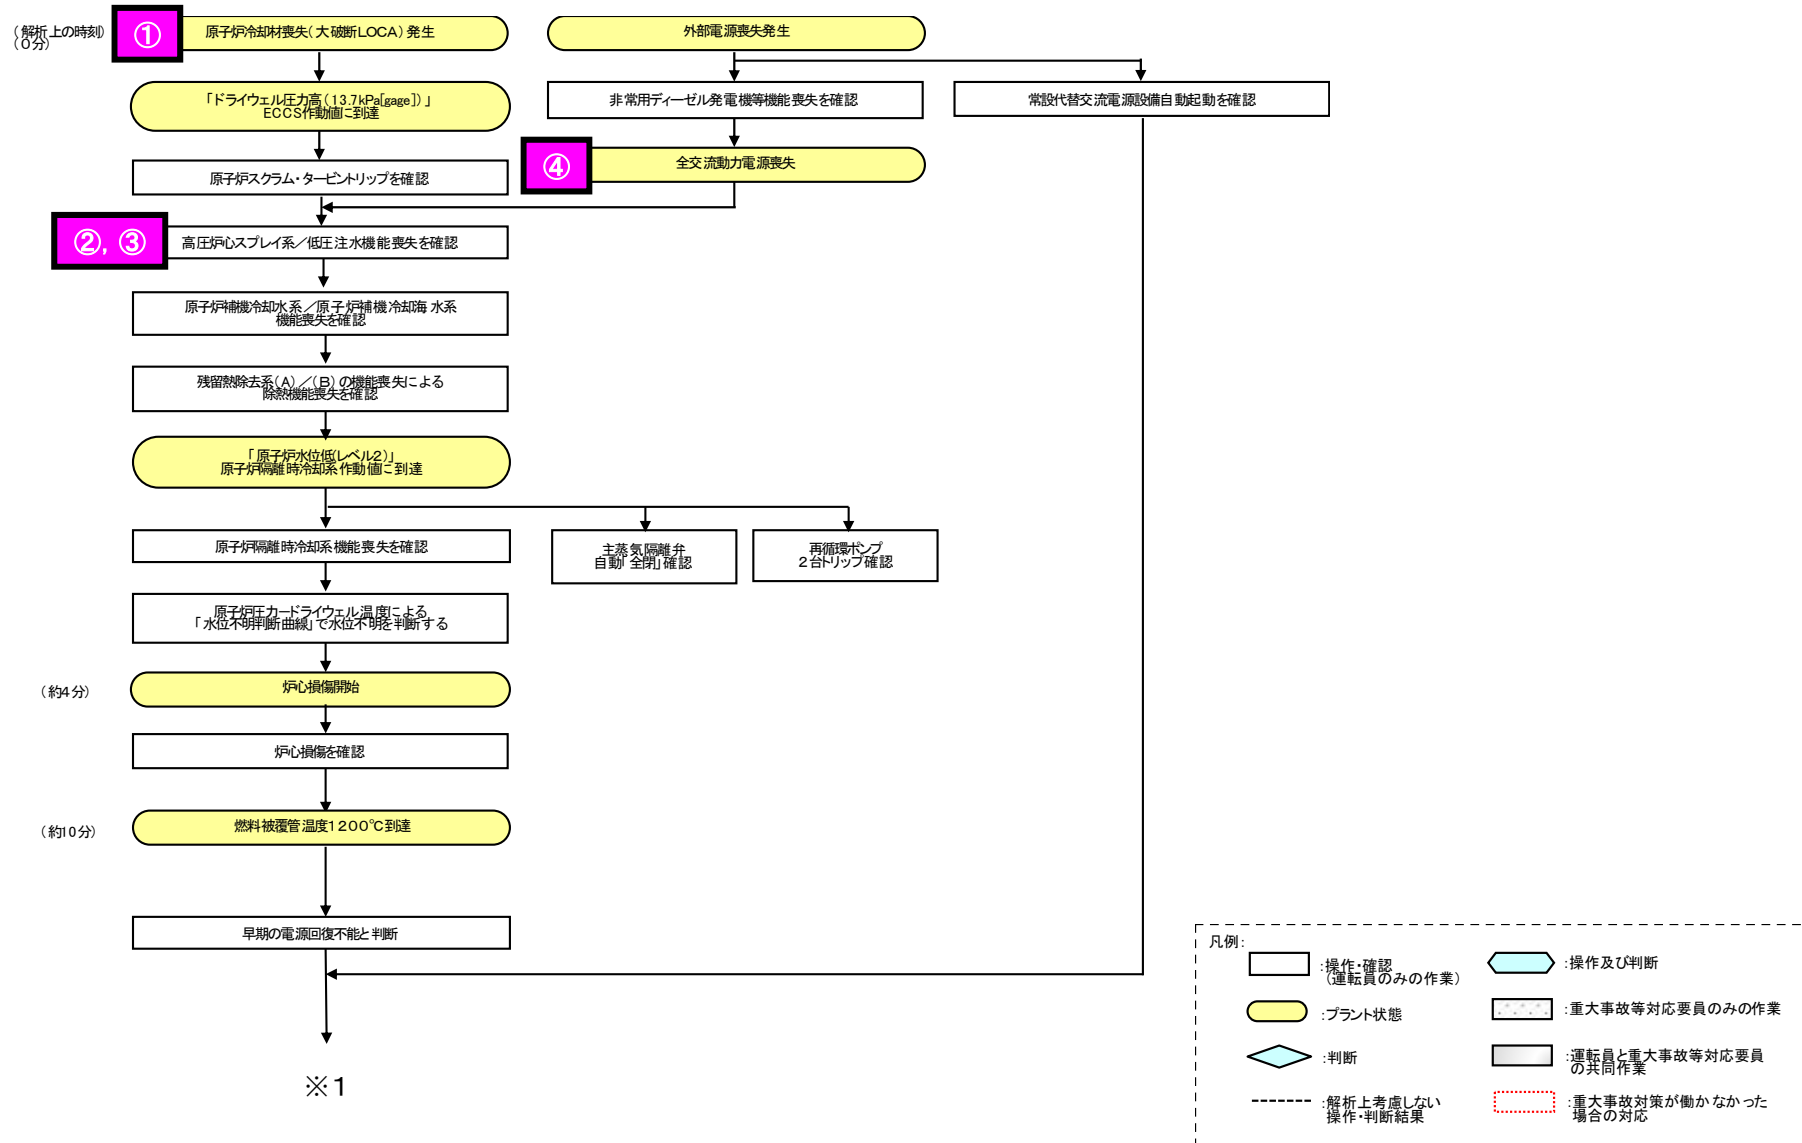 (解析上の時刻)
(0分)
①
原子炉冷却材喪失(大破断LOCA)発生
外部電源喪失発生
「ドライウェル圧力高(13.7kPa[gage])」
ECCS作動値に到達
非常用ディーゼル発電機等機能喪失を確認
常設代替交流電源設備自動起動を確認
④
全交流動力電源喪失
原子炉スクラム・タービントリップを確認
②, ③
高圧炉心スプレイ系/低圧注水機能喪失を確認
原子炉補機冷却水系/原子炉補機冷却海水系
機能喪失を確認
残留熱除去系(A)/(B)の機能喪失による
除熱機能喪失を確認
「原子炉水位低(レベル2)」
原子炉隔離時冷却系作動値に到達
原子炉隔離時冷却系機能喪失を確認
主蒸気隔離弁
自動「全閉」確認
再循環ポンプ
2台トリップ確認
原子炉圧力ードライウェル温度による
「水位不明判断曲線」で水位不明を判断する
(約4分)
炉心損傷開始
炉心損傷を確認
(約10分)
燃料被覆管温度1200℃到達
早期の電源回復不能と判断
※1
凡例:
:操作・確認
(運転員のみの作業)
:操作及び判断
:プラント状態
:重大事故等対応要員のみの作業
:判断
:運転員と重大事故等対応要員
の共同作業
:解析上考慮しない
操作・判断結果
:重大事故対策が働かなかった
場合の対応